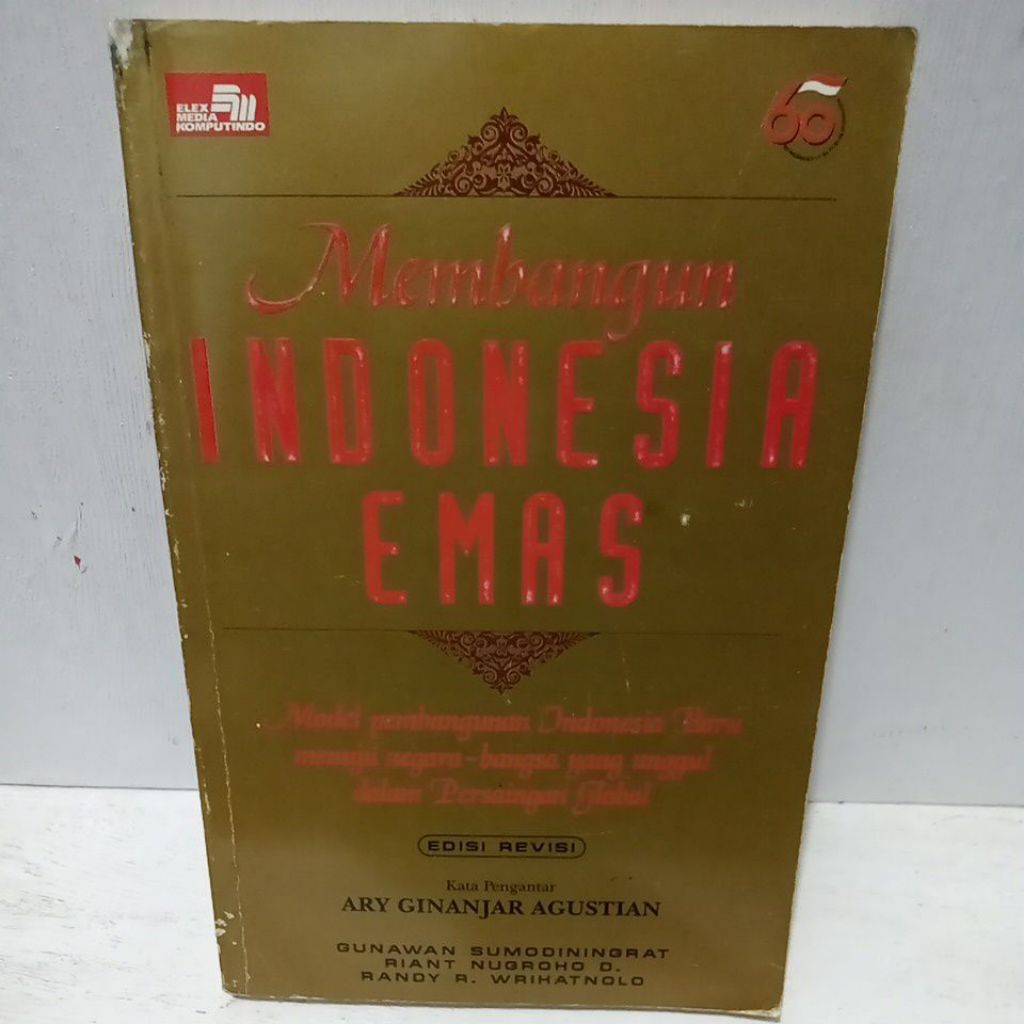 ELEX
MEDIA
KOMPUTINDO
60
Membangun
INDONESIA
EMAS
Model pembangunan Indonesia Baru
menuju negara-bangsa yang unggul
dalam Persaingan Global
EDISI REVISI
Kata Pengantar
ARY GINANJAR AGUSTIAN
GUNAWAN SUMODININGRAT
RIANT NUGROHO D.
RANDY R. WRIHATNOLO